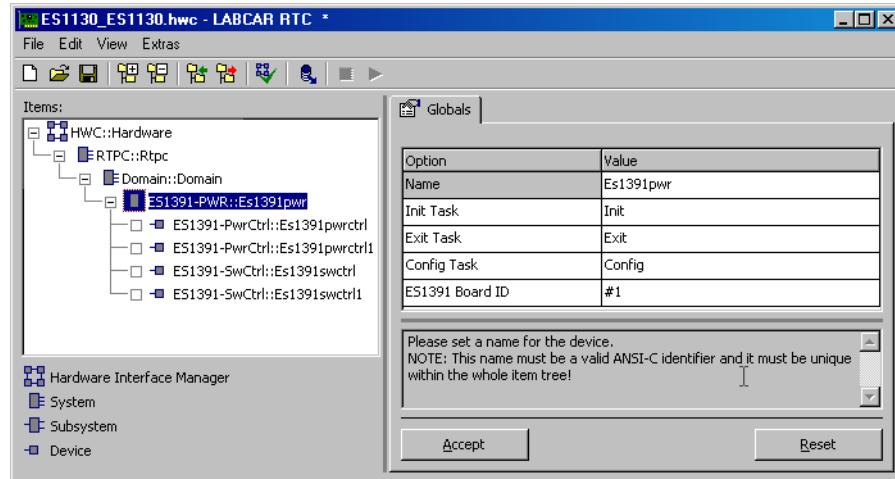 ES1130_ES1130.hwc - LABCAR RTC *
File Edit View Extras
Items:
HWC::Hardware
RTPC::Rtpc
Domain::Domain
ES1391-PWR::Es1391pwr
ES1391-PwrCtrl::Es1391pwrctrl
ES1391-PwrCtrl::Es1391pwrctrl1
ES1391-SwCtrl::Es1391swctrl
ES1391-SwCtrl::Es1391swctrl1
Hardware Interface Manager
System
Subsystem
Device
Globals
Option Value
Name Es1391pwr
Init Task Init
Exit Task Exit
Config Task Config
ES1391 Board ID #1
Please set a name for the device.
NOTE: This name must be a valid ANSI-C identifier and it must be unique
within the whole item tree!
Accept Reset